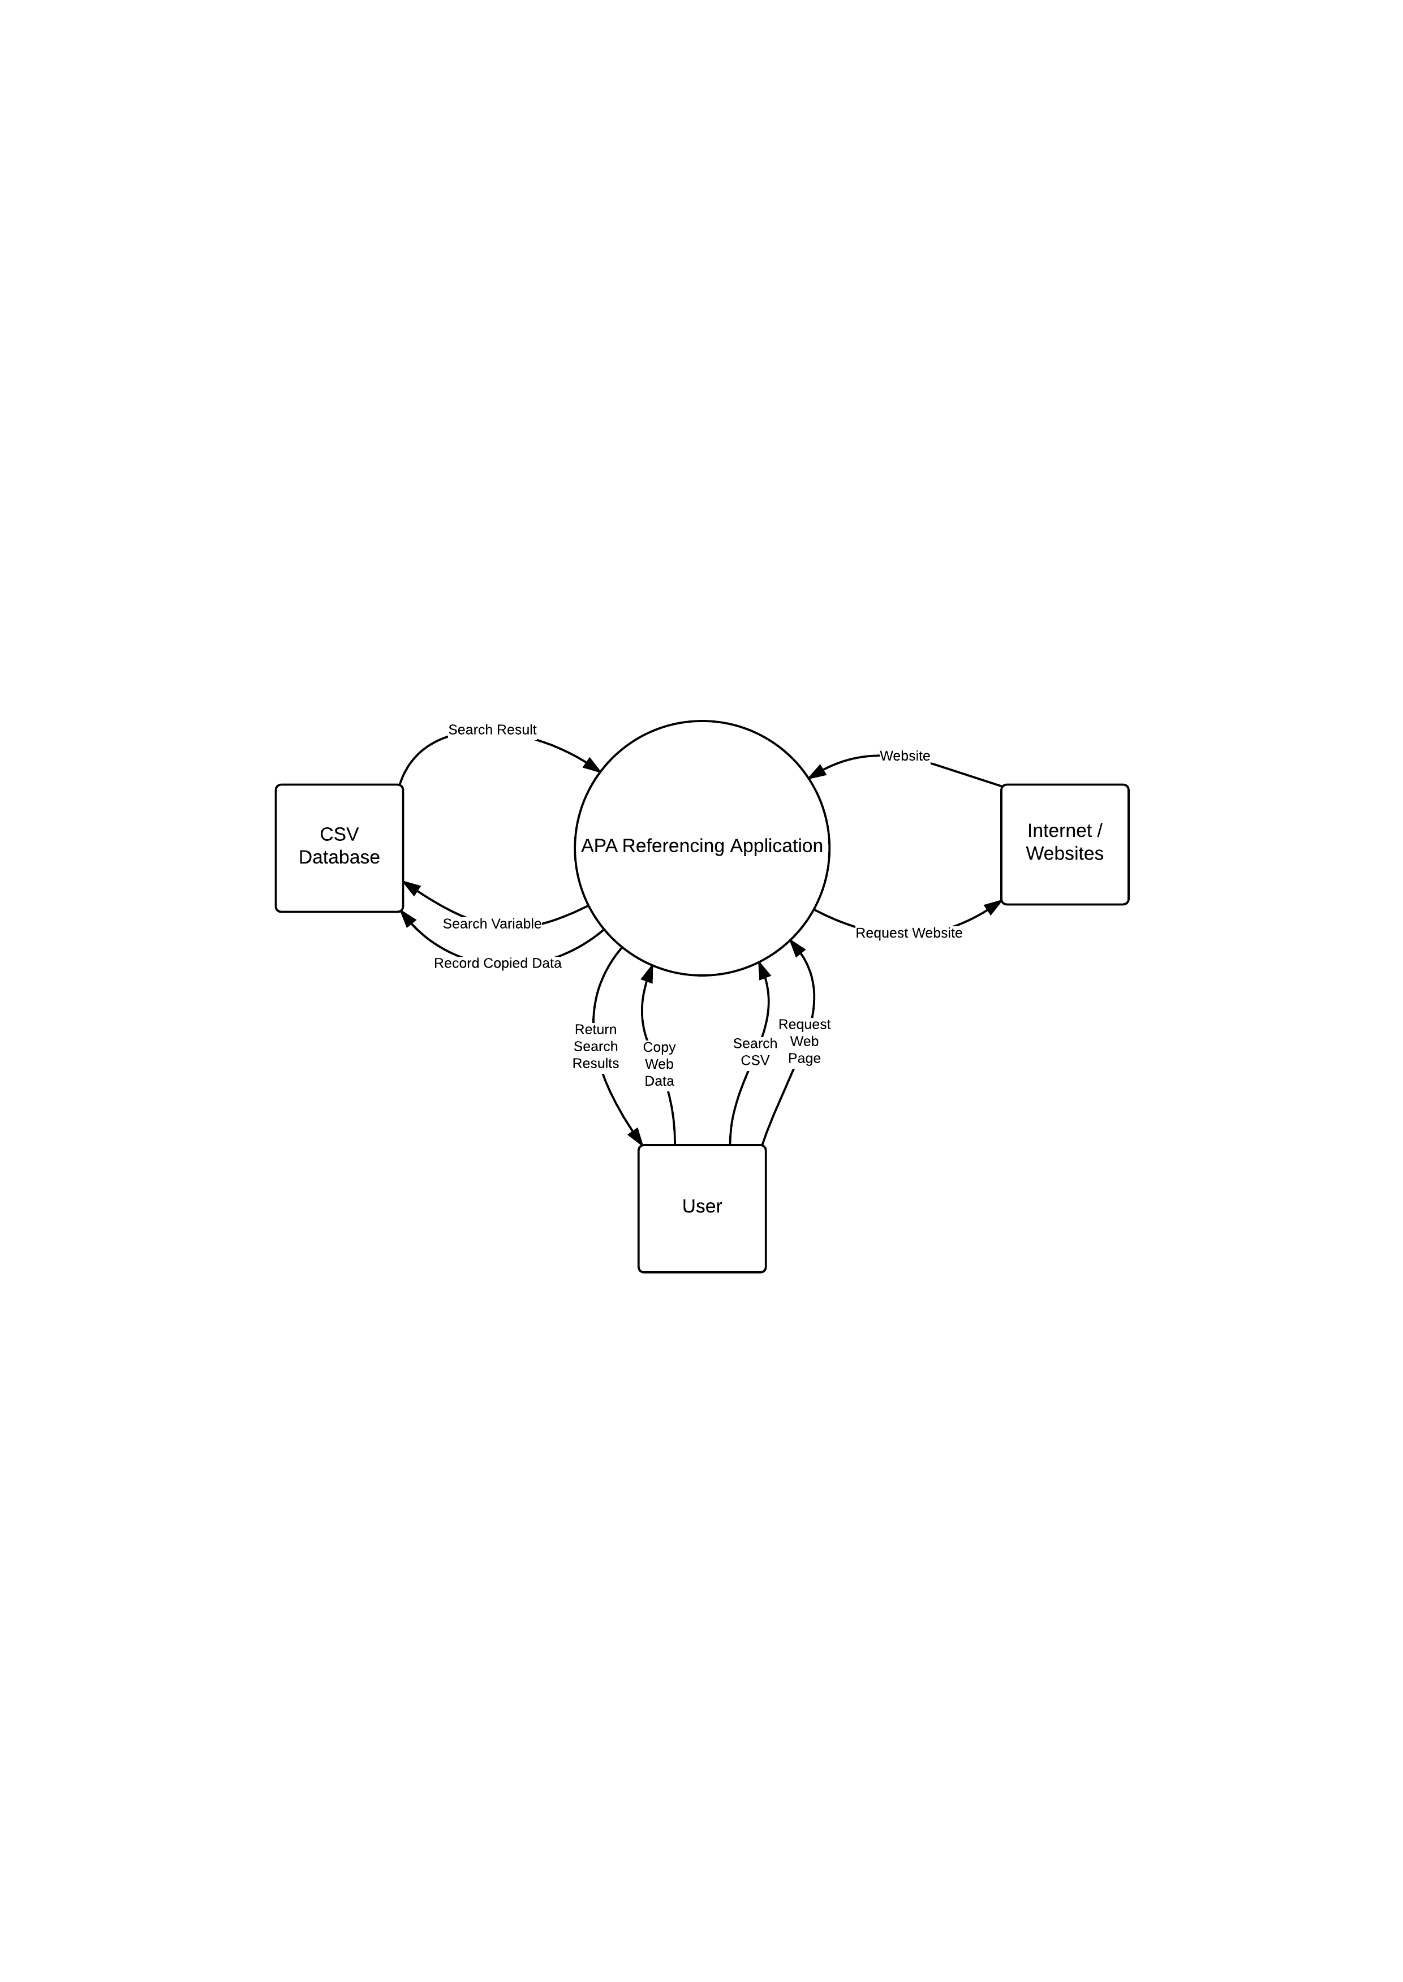 Search Result
Website
CSV
Database
APA Referencing Application
Internet /
Websites
Search Variable
Request Website
Record Copied Data
Return
Search
Results
Copy
Web
Data
Search
CSV
Request
Web
Page
User